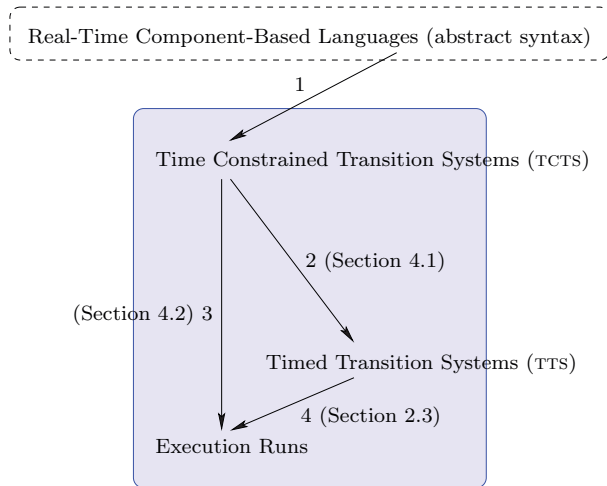 Real-Time Component-Based Languages (abstract syntax)
1
Time Constrained Transition Systems (TCTS)
2 (Section 4.1)
(Section 4.2) 3
Timed Transition Systems (TTS)
4 (Section 2.3)
Execution Runs